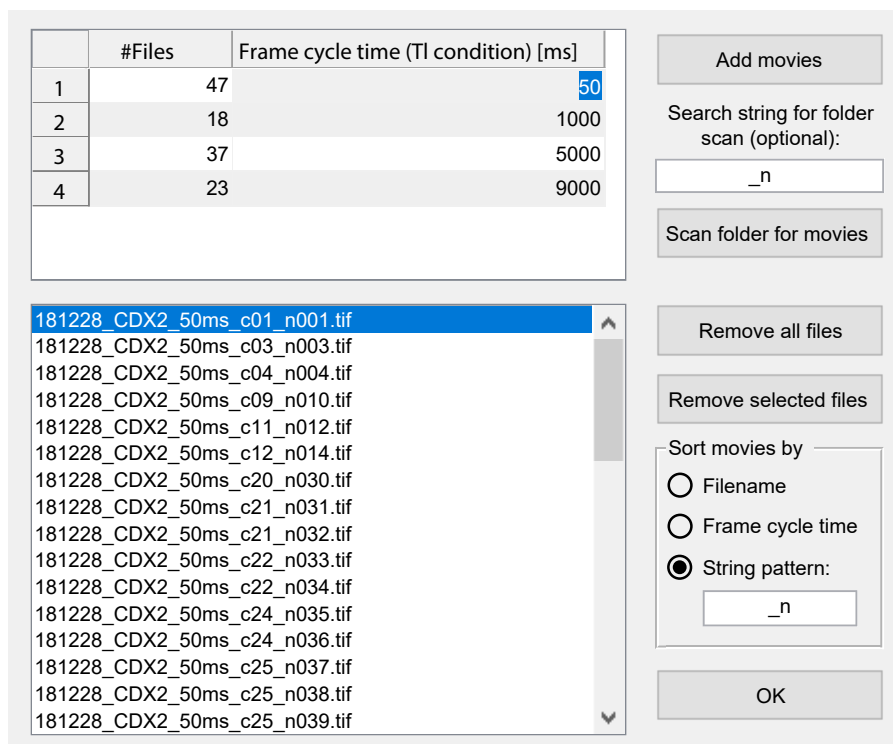 #Files Frame cycle time (Tl condition) [ms]
1 47 50
2 18 1000
3 37 5000
4 23 9000
181228_CDX2_50ms_c01_n001.tif
181228_CDX2_50ms_c03_n003.tif
181228_CDX2_50ms_c04_n004.tif
181228_CDX2_50ms_c09_n010.tif
181228_CDX2_50ms_c11_n012.tif
181228_CDX2_50ms_c12_n014.tif
181228_CDX2_50ms_c20_n030.tif
181228_CDX2_50ms_c21_n031.tif
181228_CDX2_50ms_c21_n032.tif
181228_CDX2_50ms_c22_n033.tif
181228_CDX2_50ms_c22_n034.tif
181228_CDX2_50ms_c24_n035.tif
181228_CDX2_50ms_c24_n036.tif
181228_CDX2_50ms_c25_n037.tif
181228_CDX2_50ms_c25_n038.tif
181228_CDX2_50ms_c25_n039.tif
Add movies
Search string for folder
scan (optional):
_n
Scan folder for movies
Remove all files
Remove selected files
Sort movies by
Filename
Frame cycle time
String pattern:
_n
OK